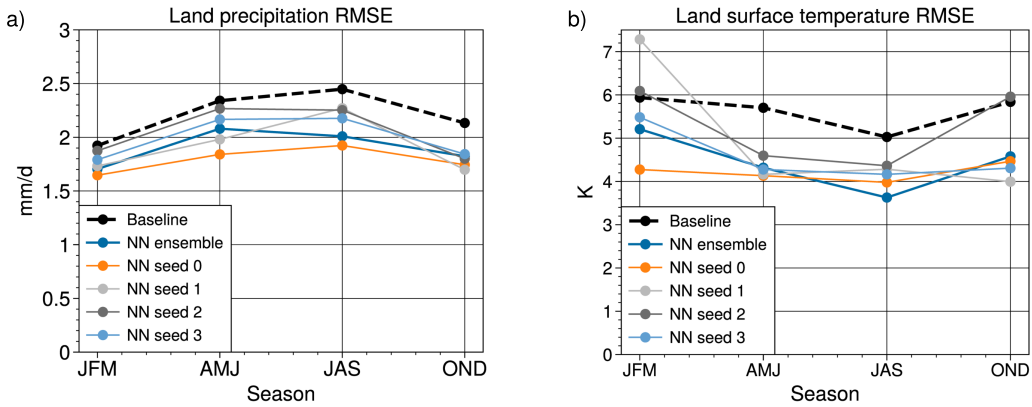 a)
Land precipitation RMSE
3
2.5
2
1.5
1
0.5
0
mm/d
Baseline
NN ensemble
NN seed 0
NN seed 1
NN seed 2
NN seed 3
JFM
AMJ
JAS
OND
Season
b)
Land surface temperature RMSE
7
6
5
4
3
2
1
0
K
Baseline
NN ensemble
NN seed 0
NN seed 1
NN seed 2
NN seed 3
JFM
AMJ
JAS
OND
Season